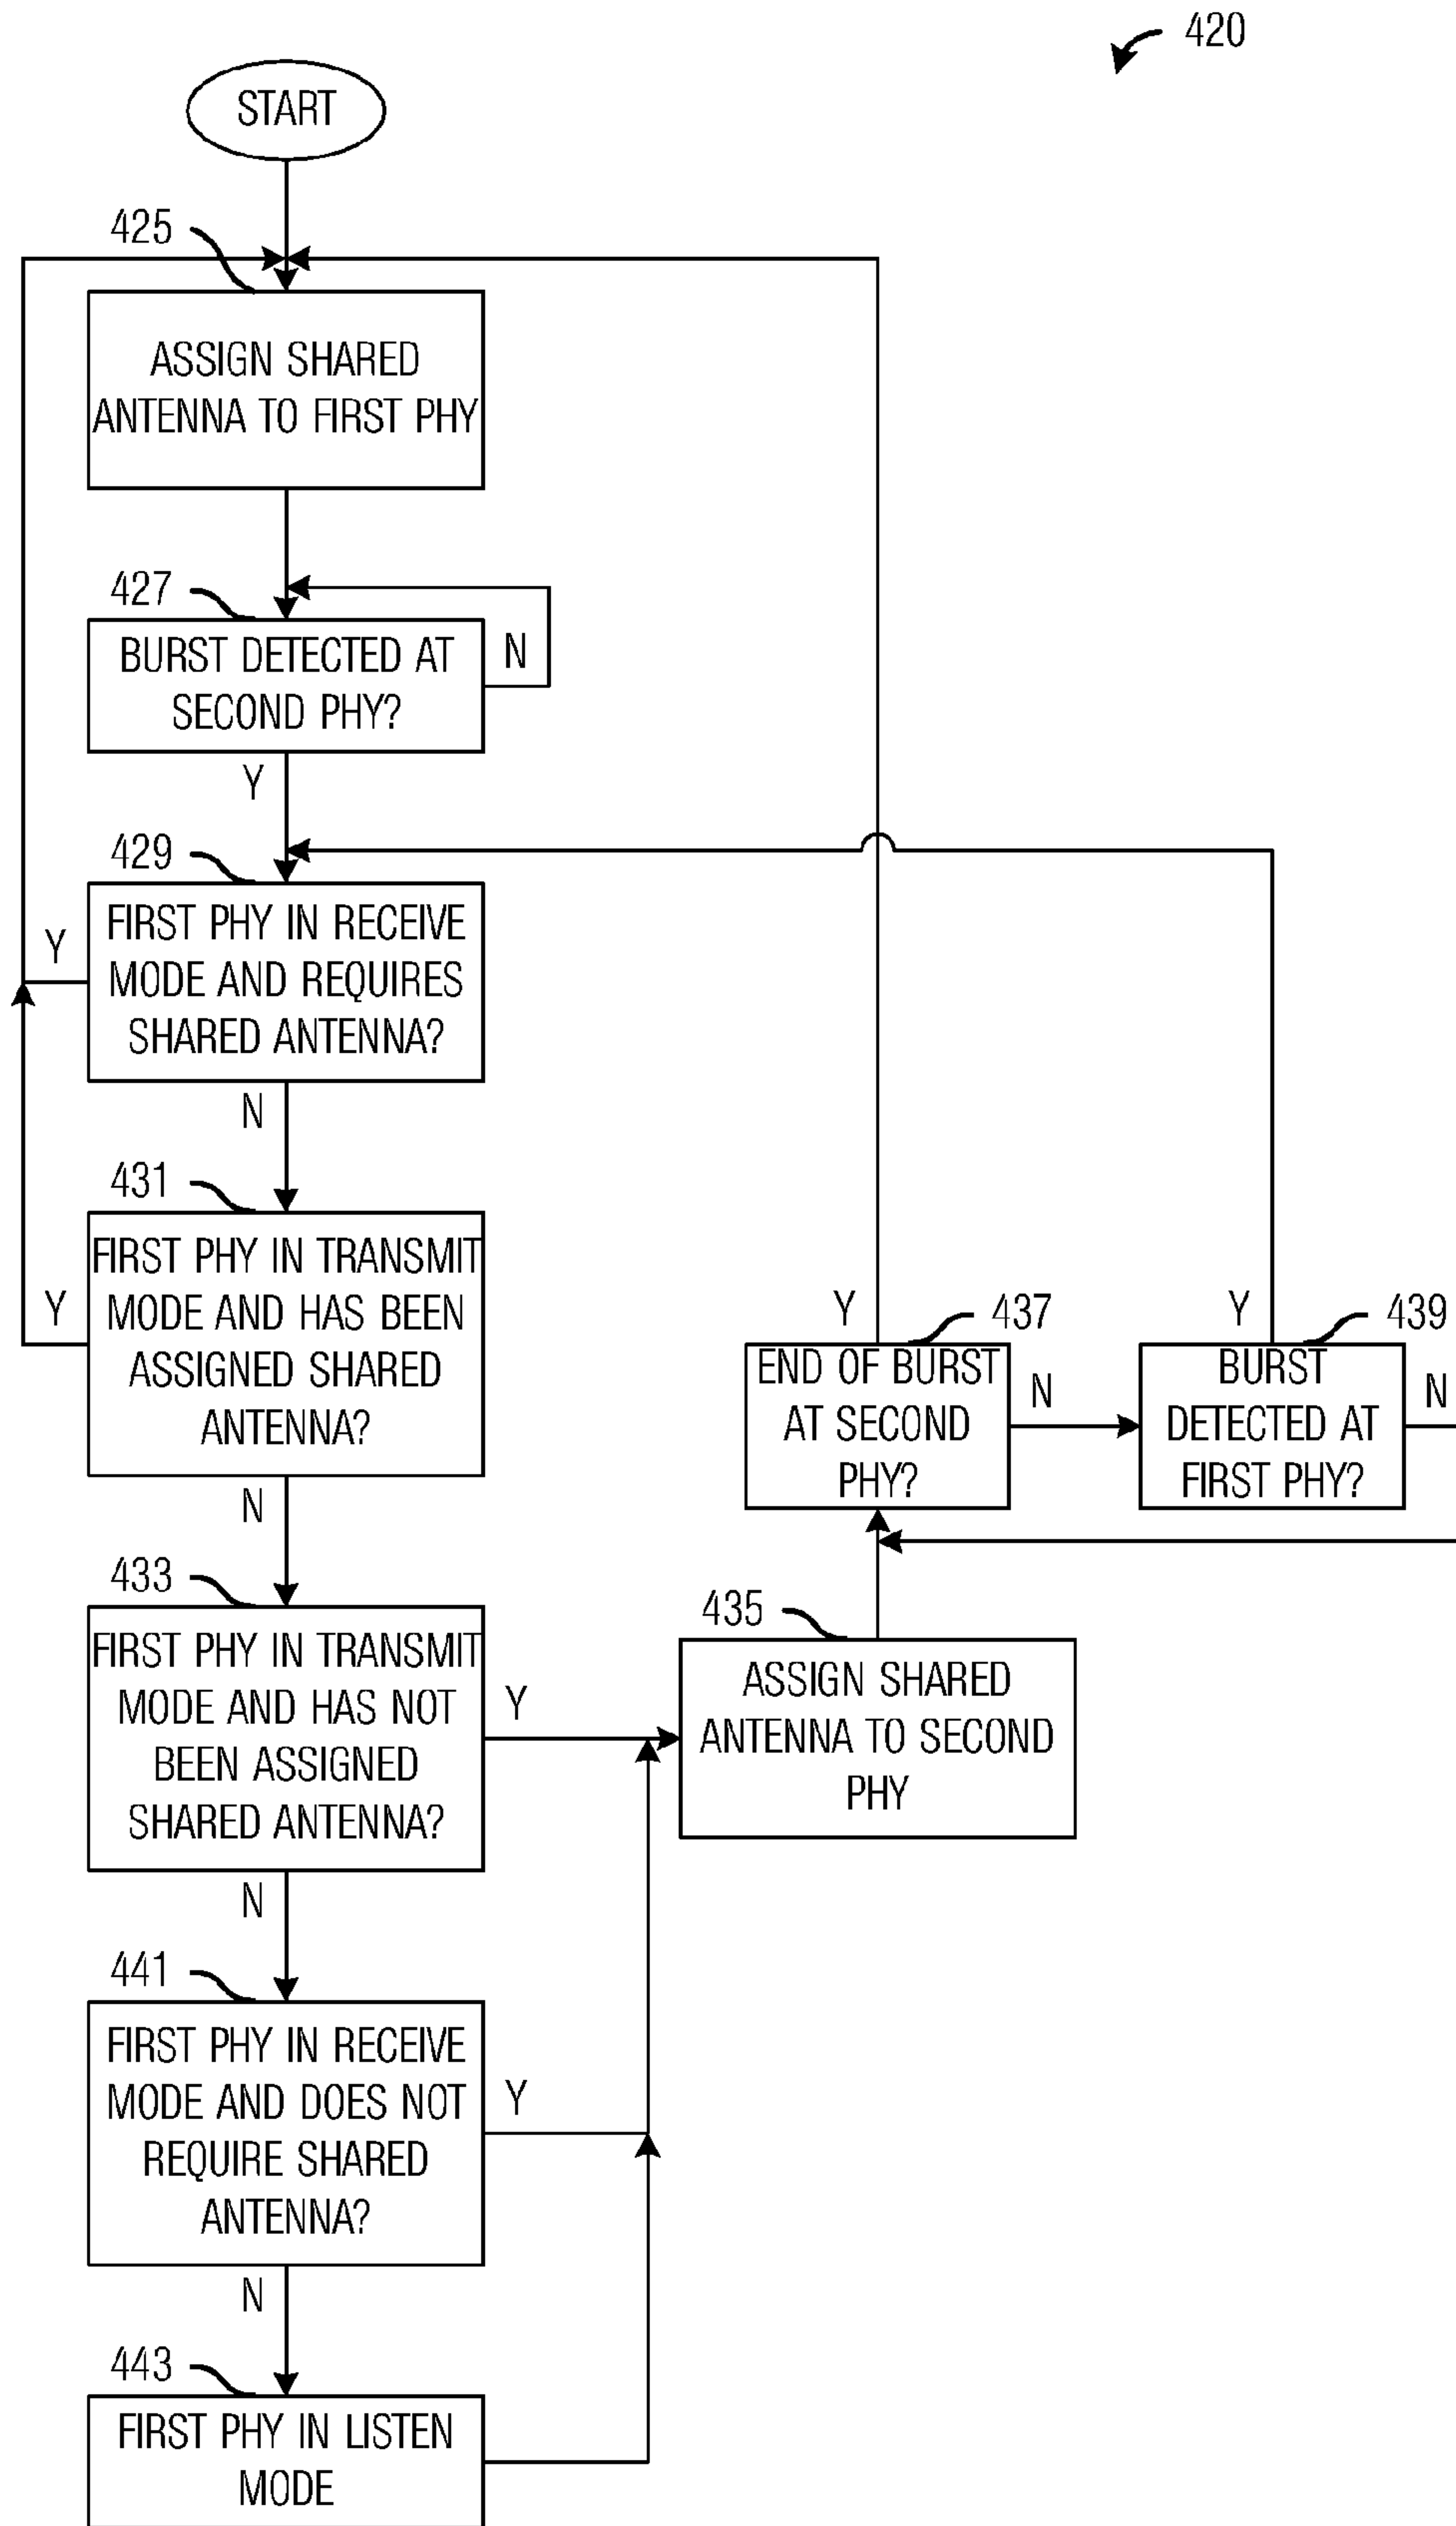 420
START
425
ASSIGN SHARED
ANTENNA TO FIRST PHY
427
BURST DETECTED AT
SECOND PHY?
N
Y
429
FIRST PHY IN RECEIVE
MODE AND REQUIRES
SHARED ANTENNA?
Y
N
431
FIRST PHY IN TRANSMIT
MODE AND HAS BEEN
ASSIGNED SHARED
ANTENNA?
Y
N
433
FIRST PHY IN TRANSMIT
MODE AND HAS NOT
BEEN ASSIGNED
SHARED ANTENNA?
Y
N
435
ASSIGN SHARED
ANTENNA TO SECOND
PHY
Y
437
END OF BURST
AT SECOND
PHY?
N
Y
439
BURST
DETECTED AT
FIRST PHY?
N
441
FIRST PHY IN RECEIVE
MODE AND DOES NOT
REQUIRE SHARED
ANTENNA?
Y
N
443
FIRST PHY IN LISTEN
MODE